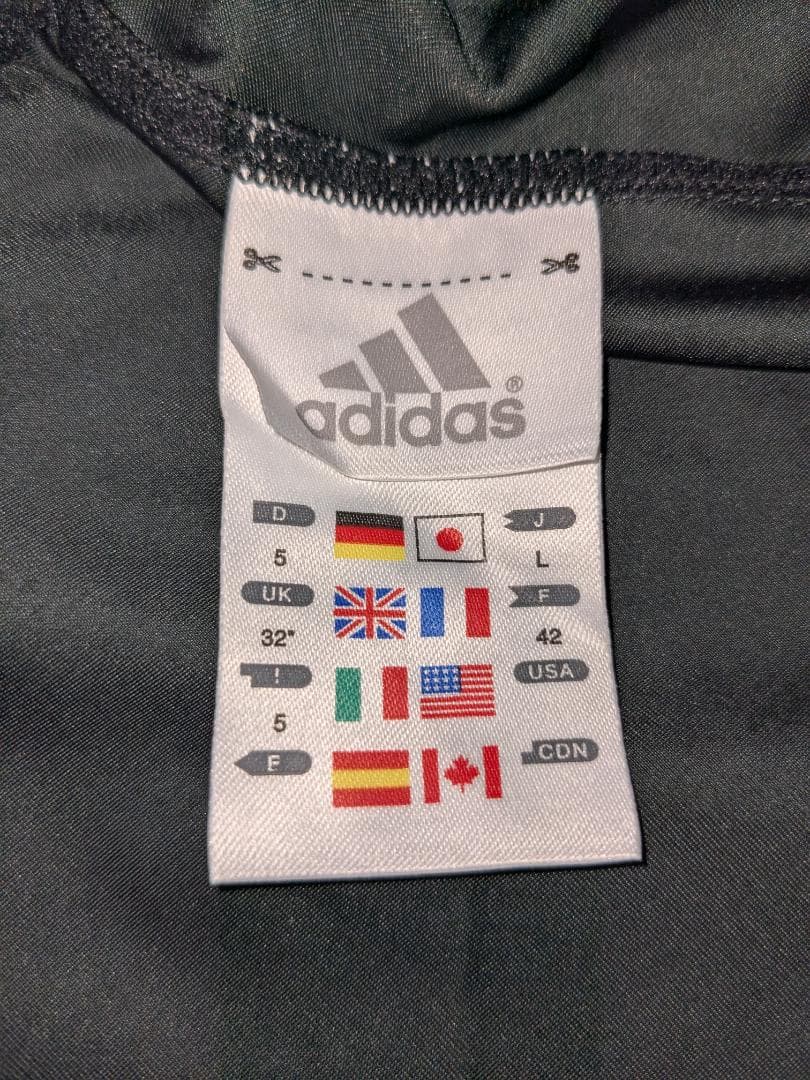 adidas®
D J
5 L
UK F
32" 42
I USA
5
E CDN